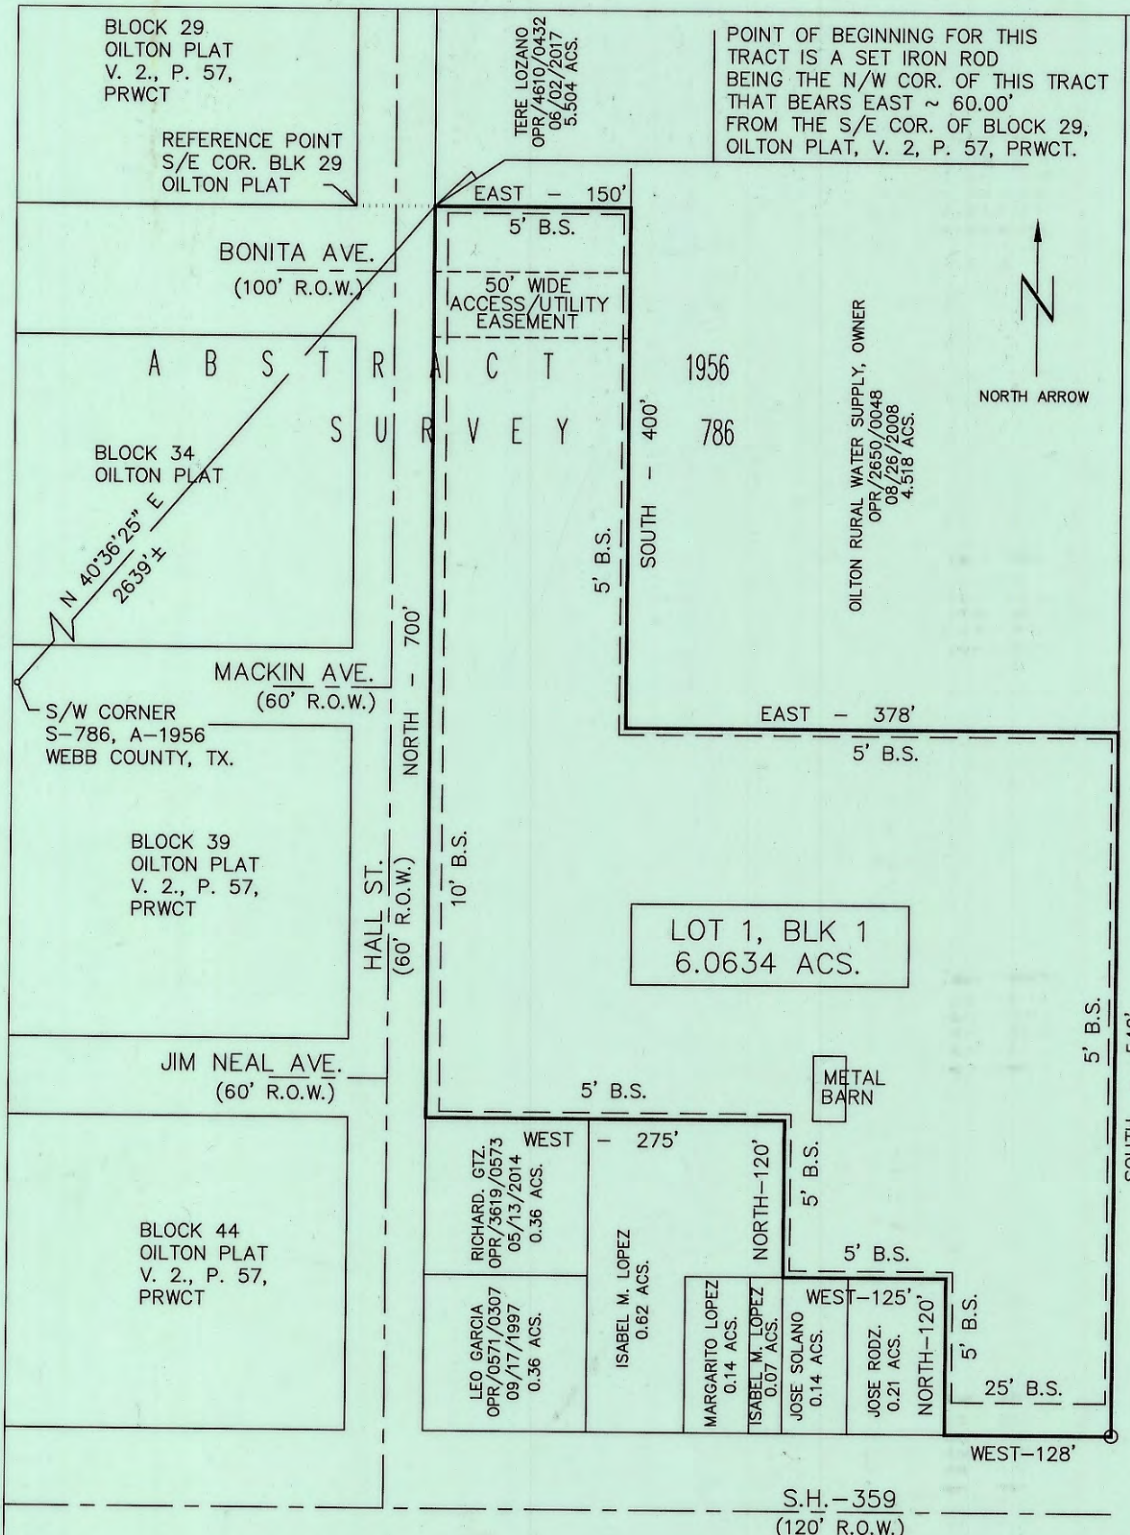 BLOCK 29
OILTON PLAT
V. 2., P. 57,
PRWCT
REFERENCE POINT
S/E COR. BLK 29
OILTON PLAT
TERE LOZANO
OPR/4610/0432
06/02/2017
5.504 ACS.
POINT OF BEGINNING FOR THIS
TRACT IS A SET IRON ROD
BEING THE N/W COR. OF THIS TRACT
THAT BEARS EAST ~ 60.00'
FROM THE S/E COR. OF BLOCK 29,
OILTON PLAT, V. 2, P. 57, PRWCT.
EAST - 150'
5' B.S.
BONITA AVE.
(100' R.O.W.)
50' WIDE
ACCESS/UTILITY
EASEMENT
N
NORTH ARROW
ABSTRACT 1956
SURVEY 786
SOUTH - 400'
5' B.S.
OILTON RURAL WATER SUPPLY, OWNER
OPR/2650/0048
08/26/2008
4.518 ACS.
BLOCK 34
OILTON PLAT
N 40°36'25" E
2639'±
NORTH - 700'
MACKIN AVE.
(60' R.O.W.)
S/W CORNER
S-786, A-1956
WEBB COUNTY, TX.
EAST - 378'
5' B.S.
BLOCK 39
OILTON PLAT
V. 2., P. 57,
PRWCT
HALL ST.
(60' R.O.W.)
10' B.S.
LOT 1, BLK 1
6.0634 ACS.
5' B.S.
JIM NEAL AVE.
(60' R.O.W.)
METAL
BARN
5' B.S.
WEST - 275'
NORTH-120'
5' B.S.
RICHARD. GTZ.
OPR/3619/0573
05/13/2014
0.36 ACS.
BLOCK 44
OILTON PLAT
V. 2., P. 57,
PRWCT
ISABEL M. LOPEZ
0.62 ACS.
5' B.S.
WEST-125'
LEO GARCIA
OPR/0571/0307
09/17/1997
0.36 ACS.
MARGARITO LOPEZ
0.14 ACS.
ISABEL M. LOPEZ
0.07 ACS.
JOSE SOLANO
0.14 ACS.
JOSE RODZ.
0.21 ACS.
NORTH-120'
5' B.S.
25' B.S.
WEST-128'
SOUTH
S.H.-359
(120' R.O.W.)